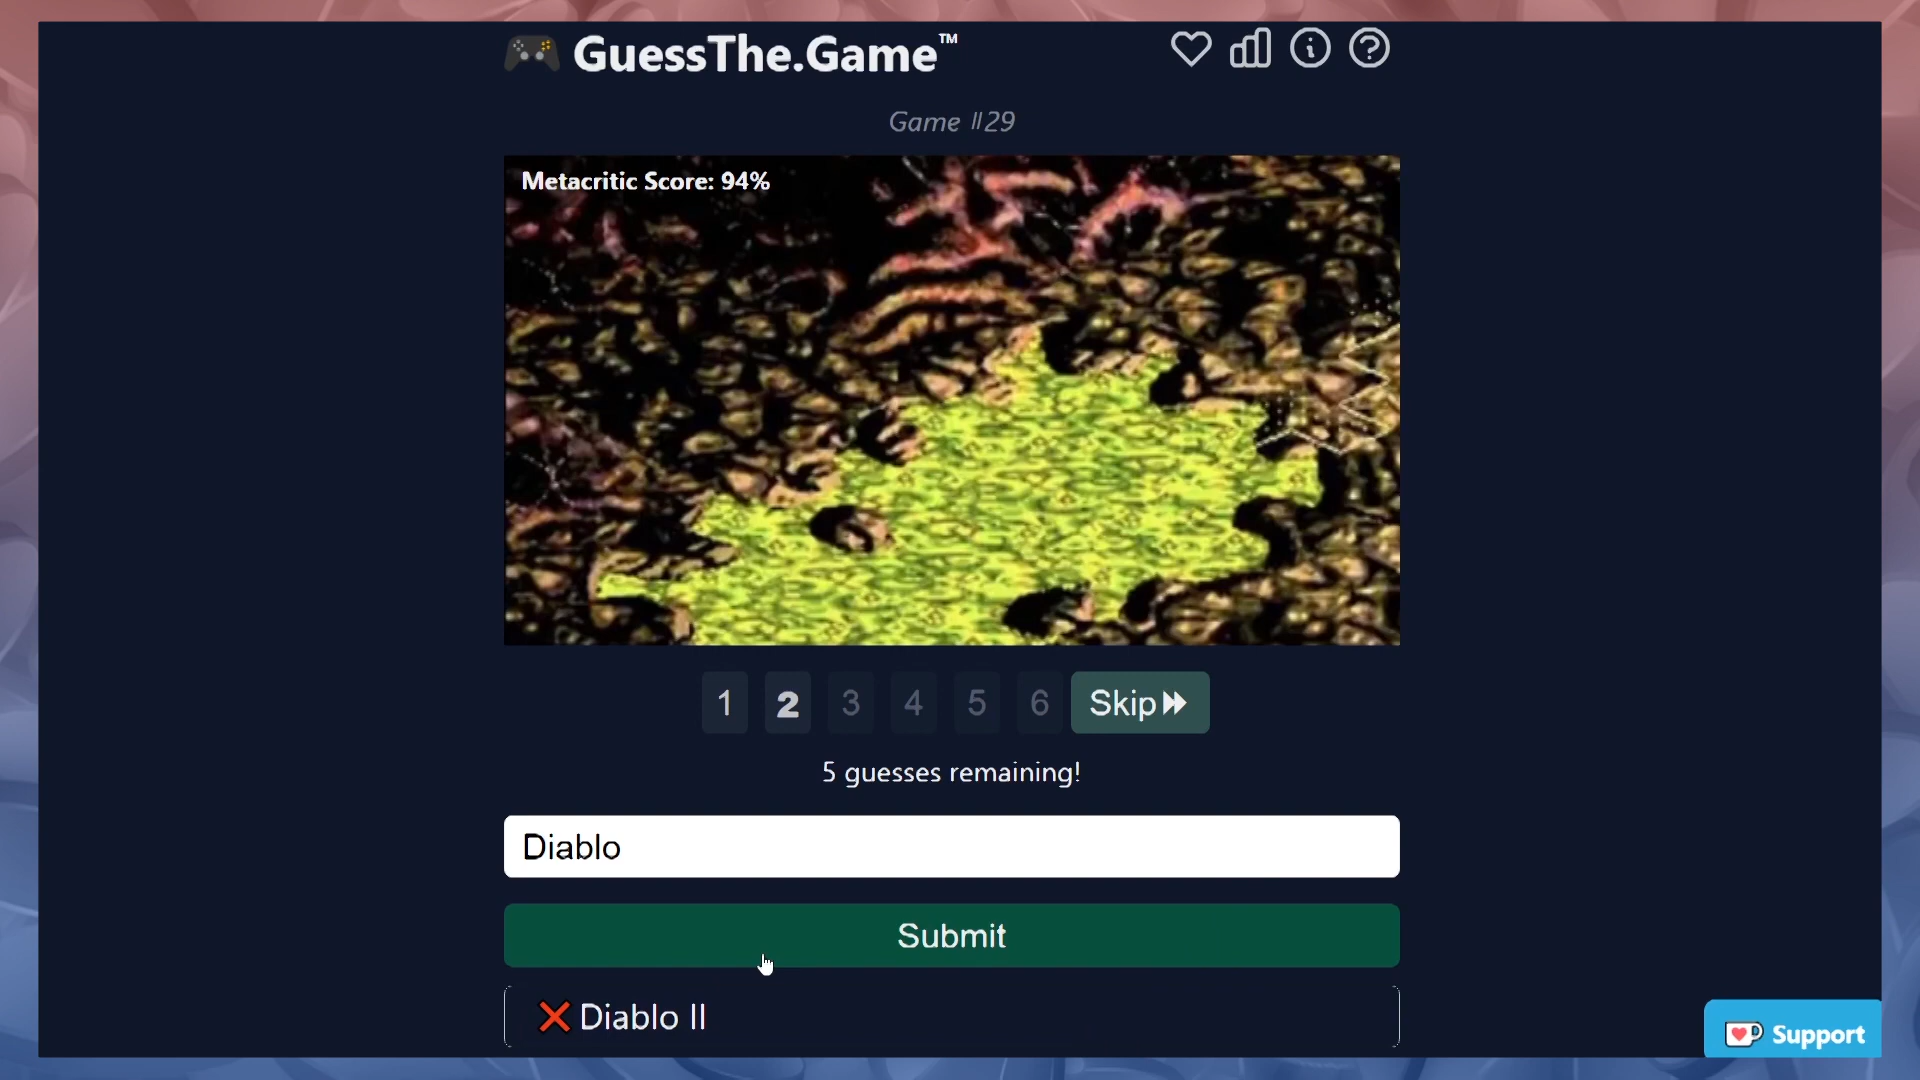 GuessThe.Game™
Game #29
Metacritic Score: 94%
1 2 3 4 5 6 Skip
5 guesses remaining!
Diablo
Submit
❌ Diablo II
Support